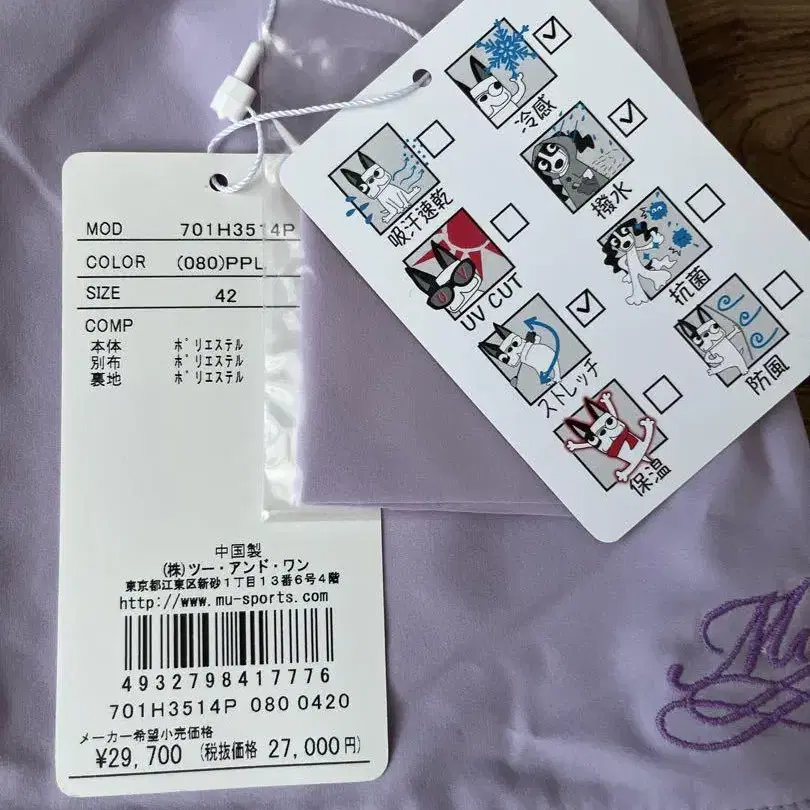 MOD 701H3514P
COLOR (080)PPL
SIZE 42
COMP
本体 ポリエステル
別布 ポリエステル
裏地 ポリエステル
中国製
(株)ツー・アンド・ワン
東京都江東区新砂1丁目13番6号4階
http://www.mu-sports.com
4932798417776
701H3514P 080 0420
メーカー希望小売価格
¥29,700 (税抜価格 27,000円)
冷感
吸汗速乾
撥水
UV CUT
抗菌
ストレッチ
防風
保温